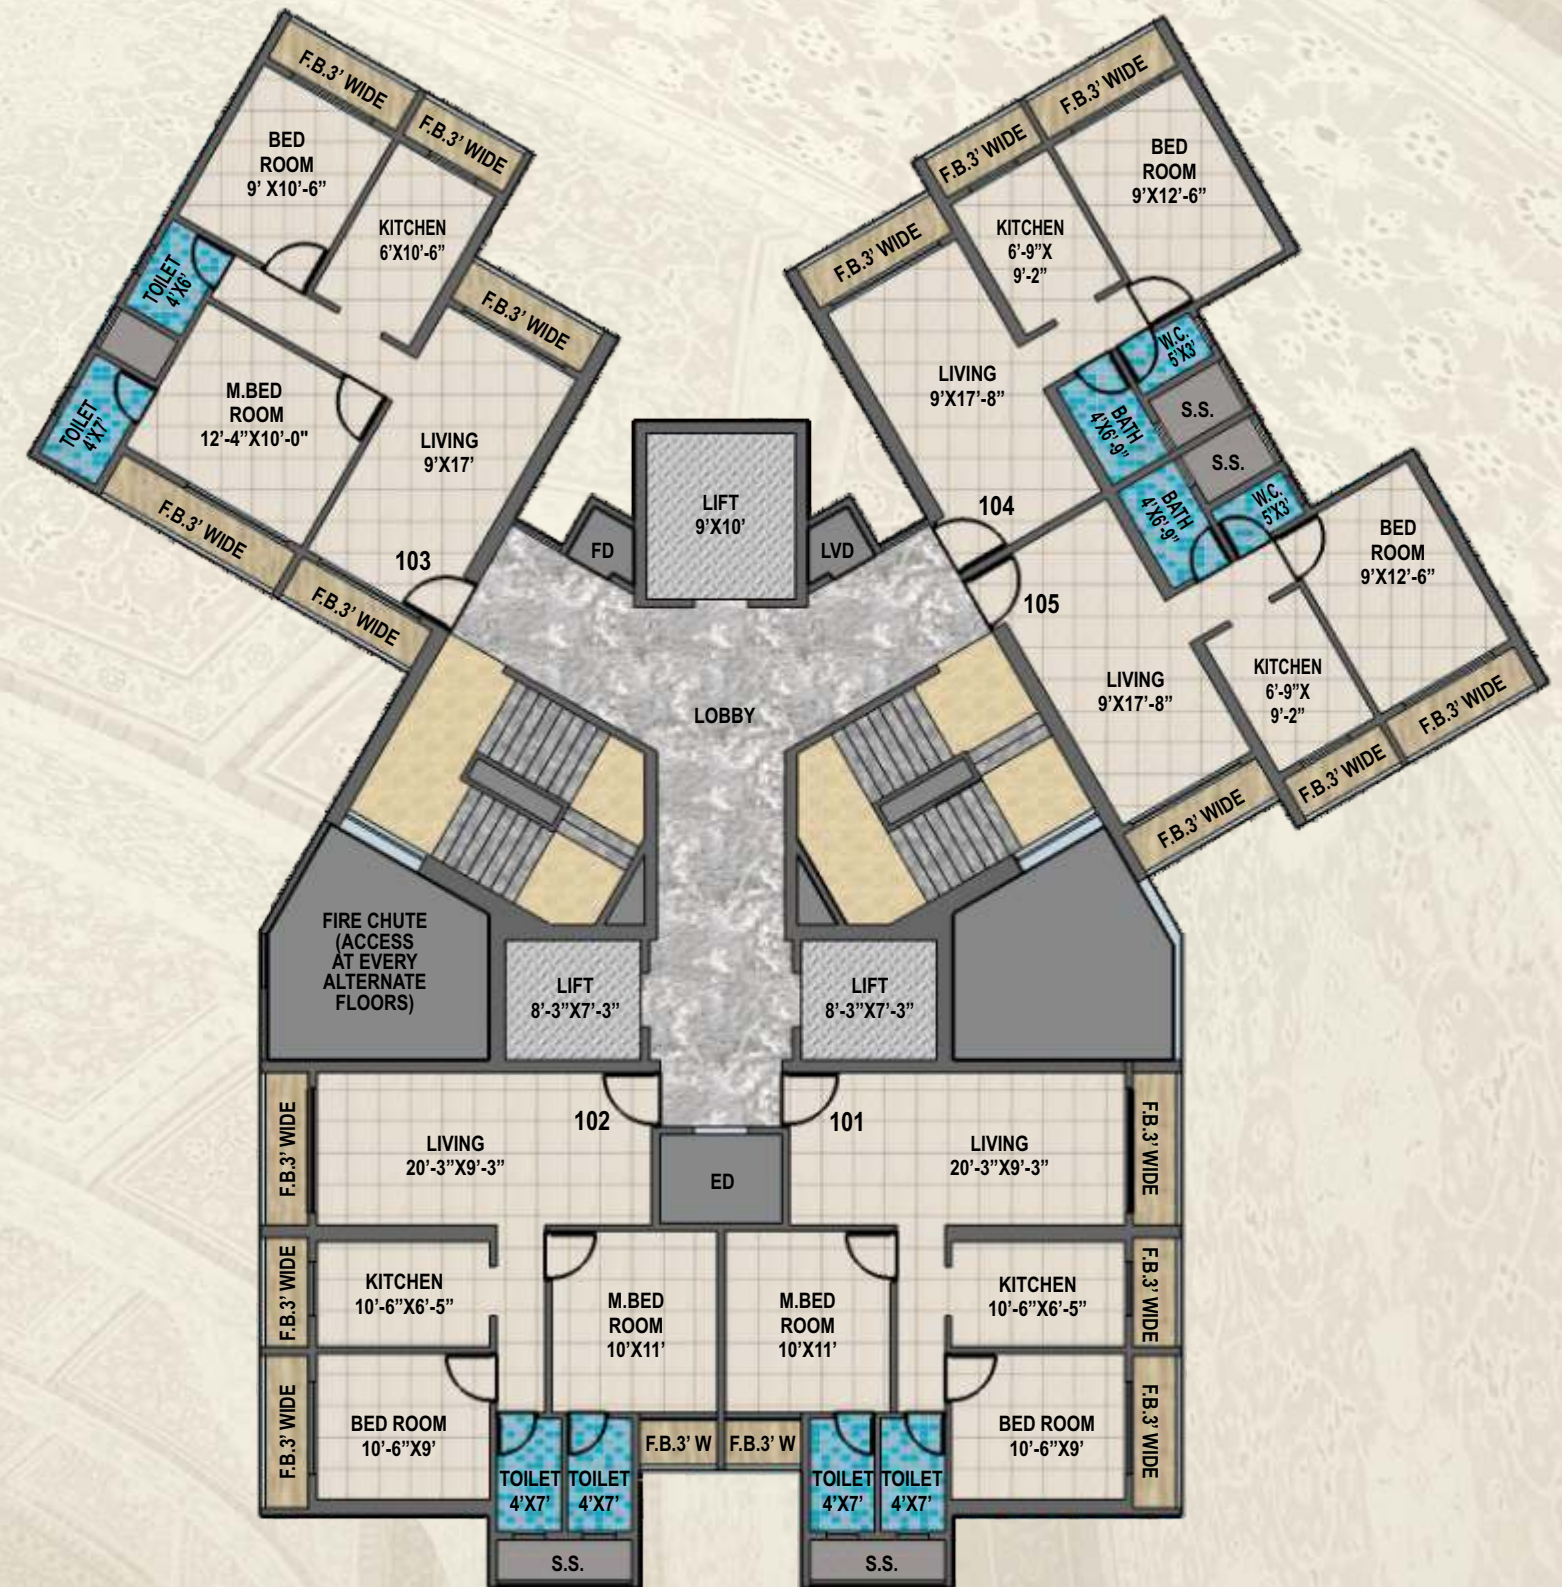 F.B.3' WIDE
F.B.3' WIDE
BED
ROOM
9' X10'-6”
KITCHEN
6'X10'-6”
F.B.3' WIDE
TOILET
4'X6'
M.BED
ROOM
12'-4”X10'-0"
TOILET
4'X7'
LIVING
9'X17'
F.B.3' WIDE
F.B.3' WIDE
103
F.B.3' WIDE
F.B.3' WIDE
F.B.3' WIDE
BED
ROOM
9'X12'-6”
KITCHEN
6'-9”X
9'-2”
LIVING
9'X17'-8”
W.C.
5'X3'
BATH
4'X6'-9”
S.S.
S.S.
W.C.
5'X3'
BATH
4'X6'-9”
104
105
BED
ROOM
9'X12'-6”
LIVING
9'X17'-8”
KITCHEN
6'-9”X
9'-2”
F.B.3' WIDE
F.B.3' WIDE
F.B.3' WIDE
LIFT
9'X10'
FD
LVD
LOBBY
FIRE CHUTE
(ACCESS
AT EVERY
ALTERNATE
FLOORS)
LIFT
8'-3”X7'-3”
LIFT
8'-3”X7'-3”
102
101
F.B.3' WIDE
LIVING
20'-3”X9'-3”
ED
LIVING
20'-3”X9'-3”
F.B.3' WIDE
F.B.3' WIDE
KITCHEN
10'-6”X6'-5”
M.BED
ROOM
10'X11'
M.BED
ROOM
10'X11'
KITCHEN
10'-6”X6'-5”
F.B.3' WIDE
F.B.3' WIDE
BED ROOM
10'-6”X9'
F.B.3' W
F.B.3' W
BED ROOM
10'-6”X9'
F.B.3' WIDE
TOILET
4'X7'
TOILET
4'X7'
TOILET
4'X7'
TOILET
4'X7'
S.S.
S.S.